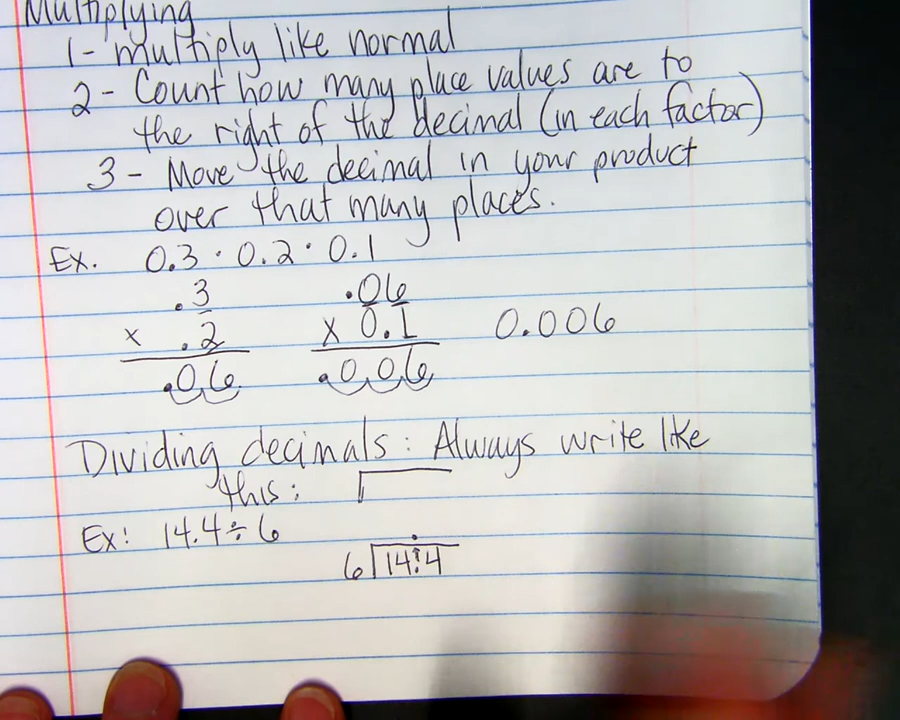 Multiplying
1- multiply like normal
2- Count how many place values are to
the right of the decimal (in each factor)
3- Move the decimal in your product
over that many places.
Ex. 0.3 · 0.2 · 0.1
.3 .06
x .2 x 0.1 0.006
.06 .006
Dividing decimals: Always write like
this:
Ex: 14.4÷6
6 14.4